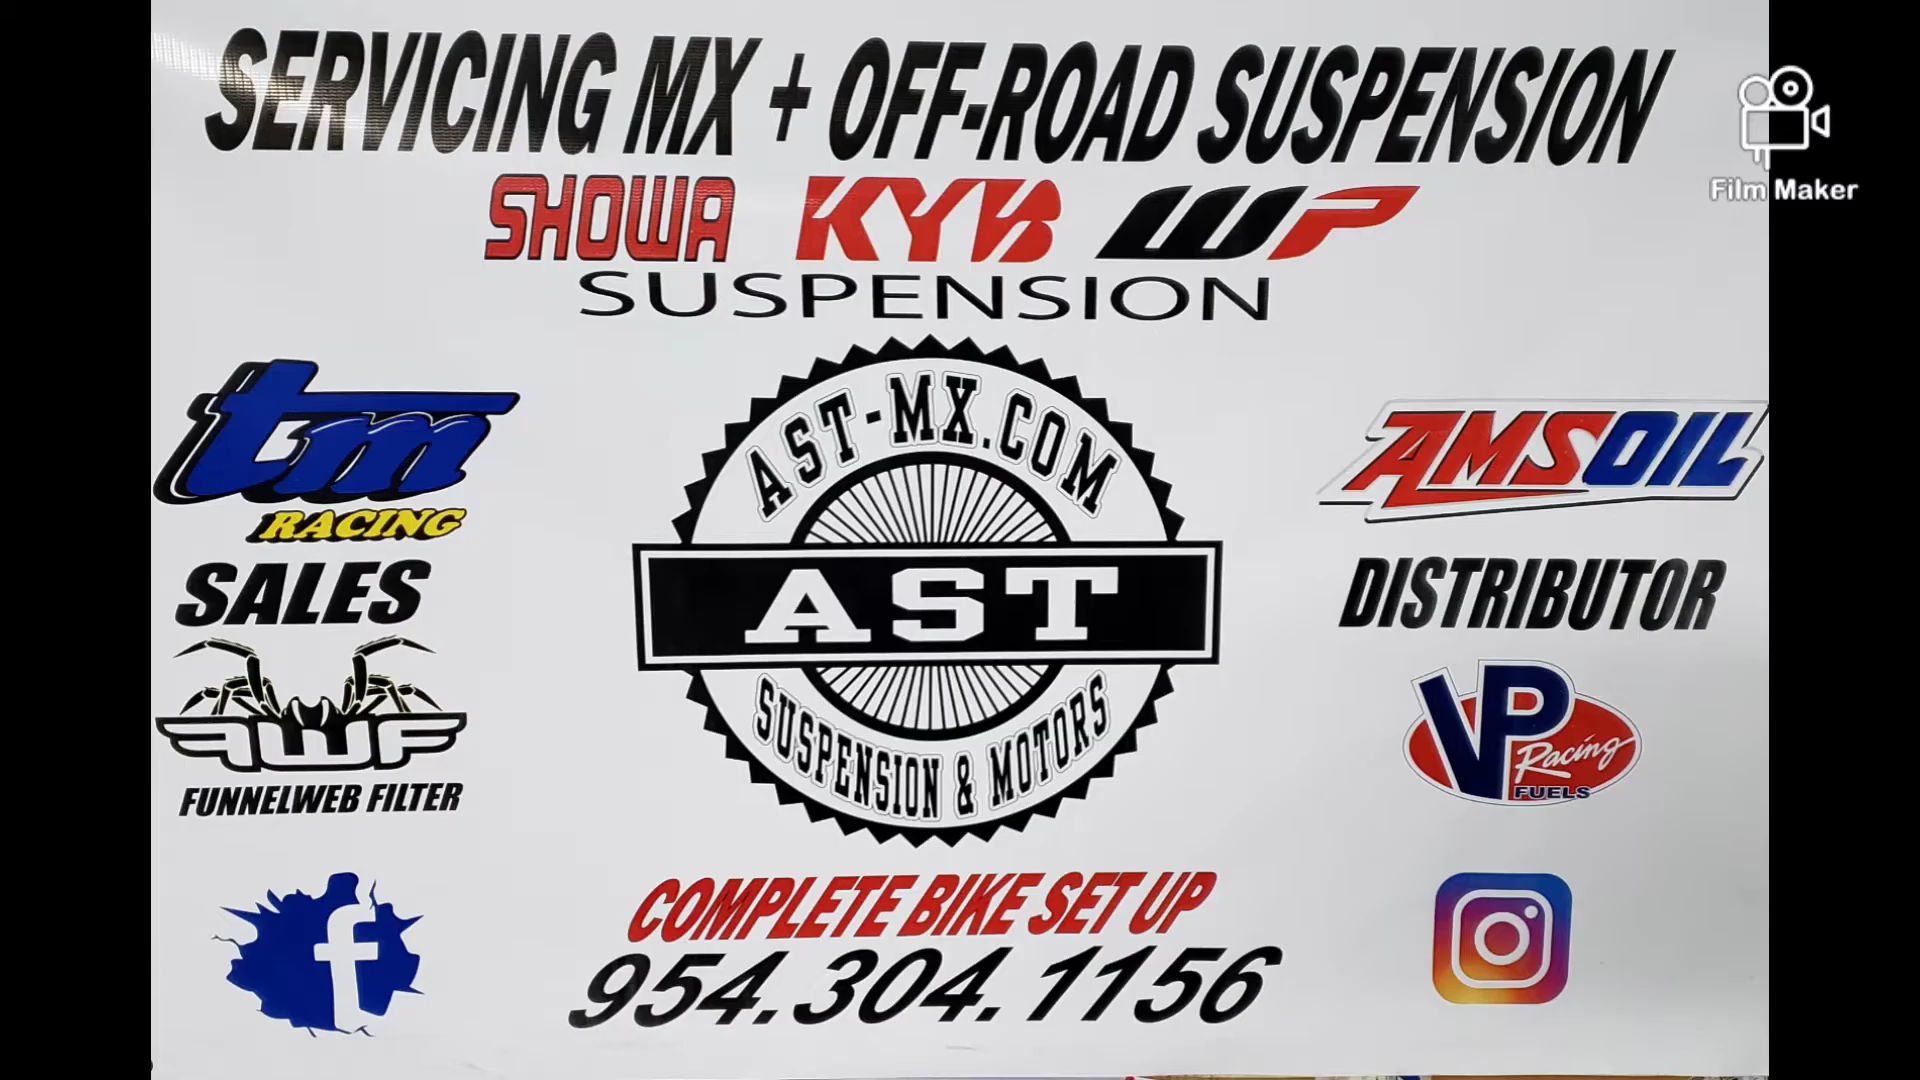 SERVICING MX + OFF-ROAD SUSPENSION
Film Maker
SHOWA KYB WP
SUSPENSION
tm
RACING
SALES
FWF
FUNNELWEB FILTER
AST-MX.COM
AST
SUSPENSION & MOTORS
AMSOIL
DISTRIBUTOR
VP
Racing
FUELS
f
COMPLETE BIKE SET UP
954.304.1156